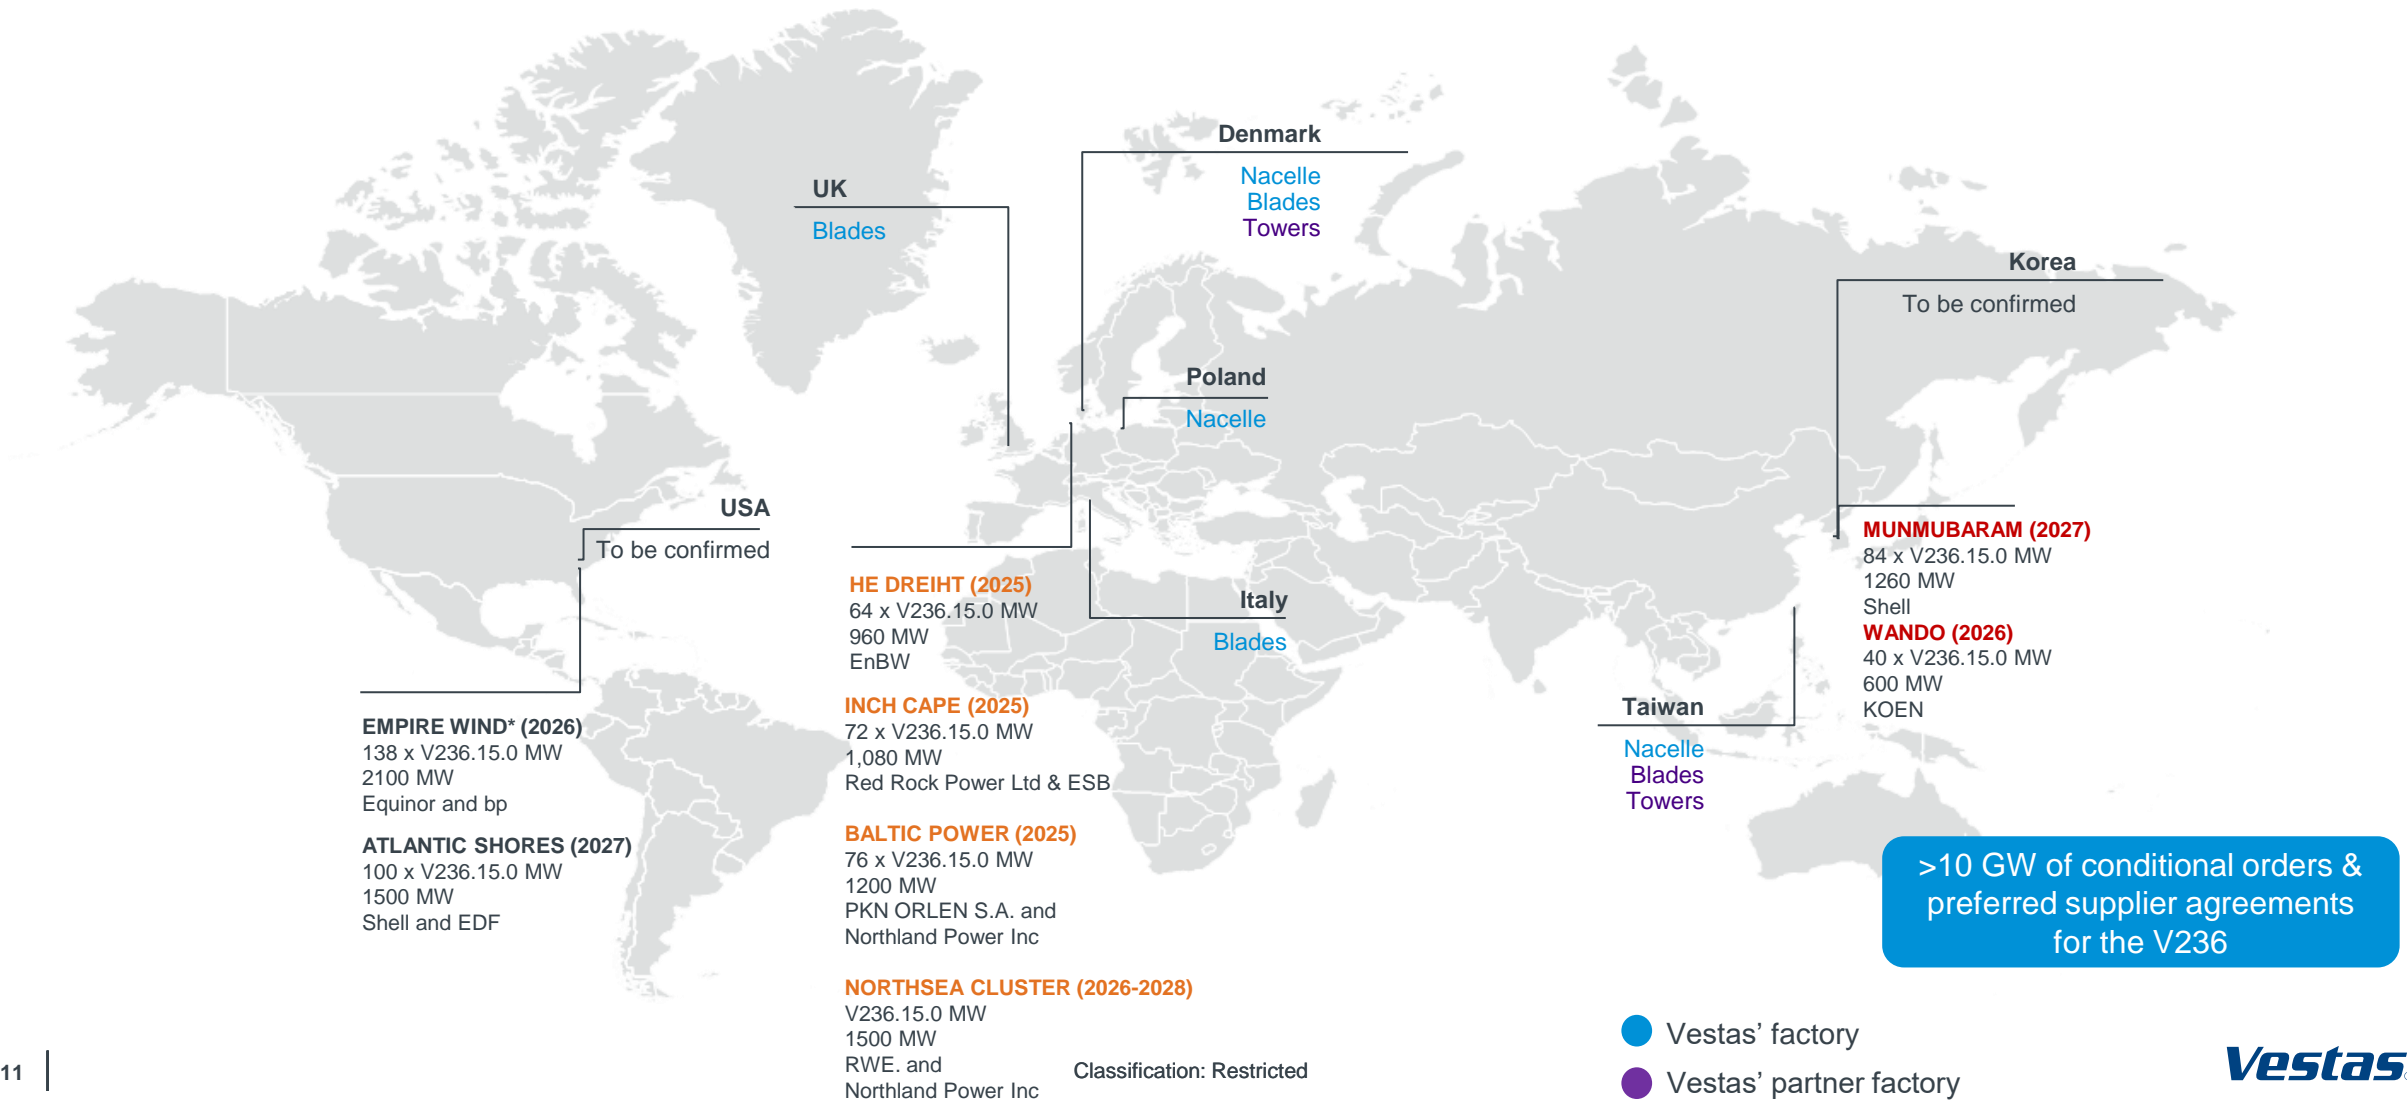 Denmark
Nacelle
Blades
Towers
UK
Blades
Korea
To be confirmed
Poland
Nacelle
USA
To be confirmed
Italy
Blades
Taiwan
Nacelle
Blades
Towers
EMPIRE WIND* (2026)
138 x V236.15.0 MW
2100 MW
Equinor and bp
ATLANTIC SHORES (2027)
100 x V236.15.0 MW
1500 MW
Shell and EDF
HE DREIHT (2025)
64 x V236.15.0 MW
960 MW
EnBW
INCH CAPE (2025)
72 x V236.15.0 MW
1,080 MW
Red Rock Power Ltd & ESB
BALTIC POWER (2025)
76 x V236.15.0 MW
1200 MW
PKN ORLEN S.A. and
Northland Power Inc
NORTHSEA CLUSTER (2026-2028)
V236.15.0 MW
1500 MW
RWE. and
Northland Power Inc
MUNMUBARAM (2027)
84 x V236.15.0 MW
1260 MW
Shell
WANDO (2026)
40 x V236.15.0 MW
600 MW
KOEN
>10 GW of conditional orders &
preferred supplier agreements
for the V236
Vestas' factory
Vestas' partner factory
11
Classification: Restricted
Vestas